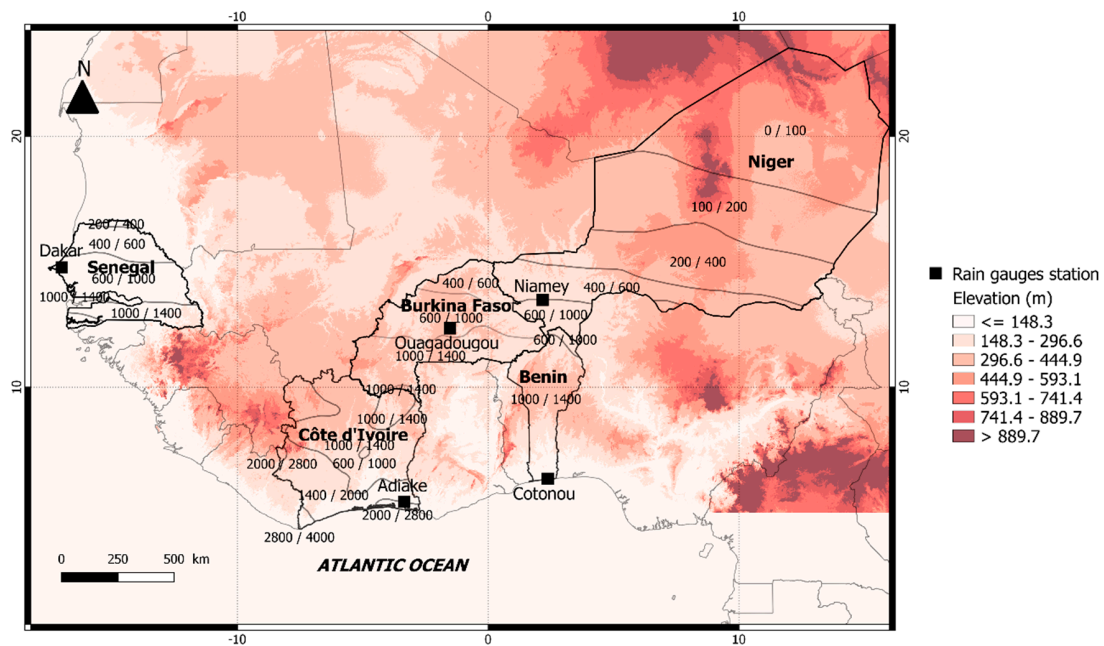 -10
0
10
N
20
20
0 / 100
Niger
100 / 200
200 / 400
400 / 600
Dakar
Senegal
600 / 1000
1000 / 1400
1000 / 1400
200 / 400
400 / 600
400 / 600
Niamey
Burkina Faso
600 / 1000
600 / 1000
Ouagadougou
600 / 1000
1000 / 1400
Benin
10
10
1000 / 1400
1000 / 1400
1000 / 1400
Côte d'Ivoire
1000 / 1400
2000 / 2800
600 / 1000
Adiake
1400 / 2000
Cotonou
2000 / 2800
2800 / 4000
0 250 500 km
ATLANTIC OCEAN
-10
0
10
Rain gauges station
Elevation (m)
<= 148.3
148.3 - 296.6
296.6 - 444.9
444.9 - 593.1
593.1 - 741.4
741.4 - 889.7
> 889.7